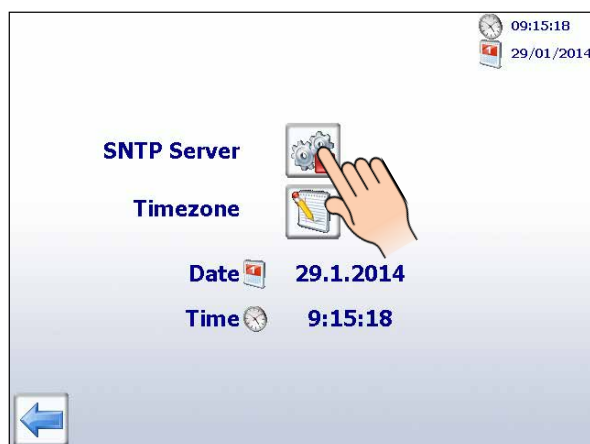 09:15:18
29/01/2014
SNTP Server
Timezone
Date 29.1.2014
Time 9:15:18